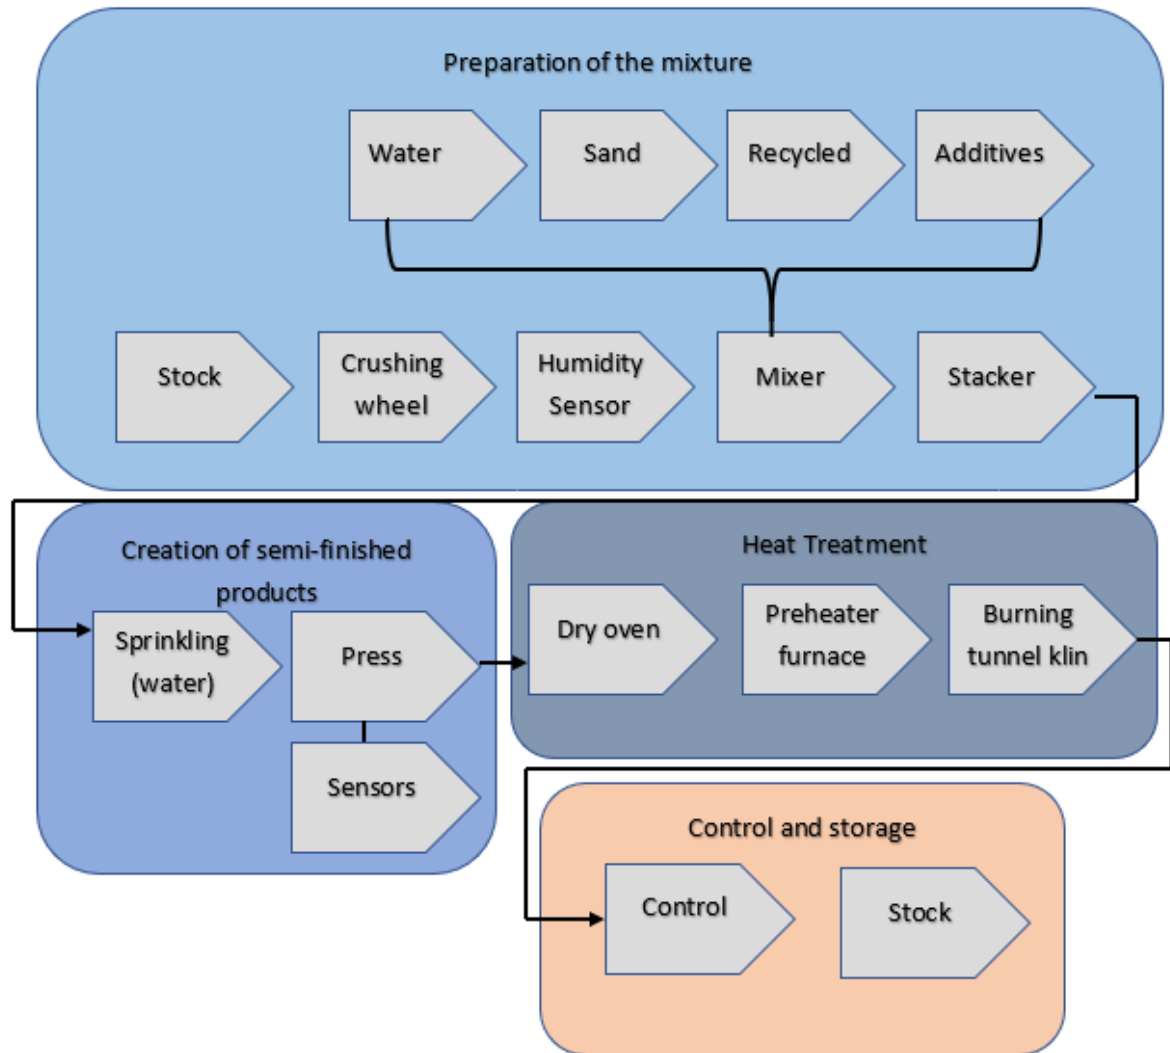 Preparation of the mixture
Water
Sand
Recycled
Additives
Stock
Crushing
wheel
Humidity
Sensor
Mixer
Stacker
Creation of semi-finished
products
Sprinkling
(water)
Press
Sensors
Heat Treatment
Dry oven
Preheater
furnace
Burning
tunnel klin
Control and storage
Control
Stock